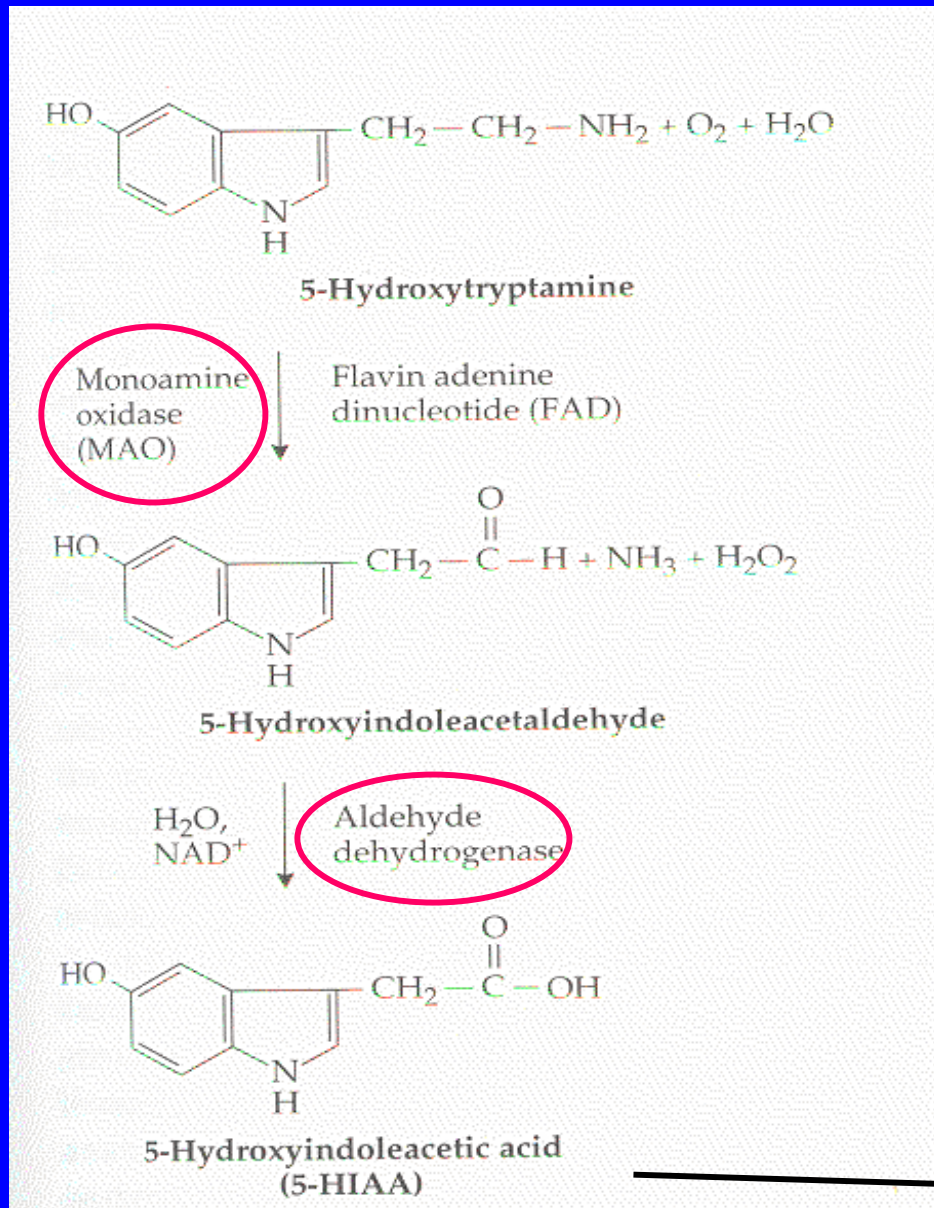 HO
CH₂—CH₂—NH₂ + O₂ + H₂O
N
H
5-Hydroxytryptamine
Monoamine
oxidase
(MAO)
Flavin adenine
dinucleotide (FAD)
O
HO
CH₂—C—H + NH₃ + H₂O₂
N
H
5-Hydroxyindoleacetaldehyde
H₂O,
NAD⁺
Aldehyde
dehydrogenase
O
HO
CH₂—C—OH
N
H
5-Hydroxyindoleacetic acid
(5-HIAA)